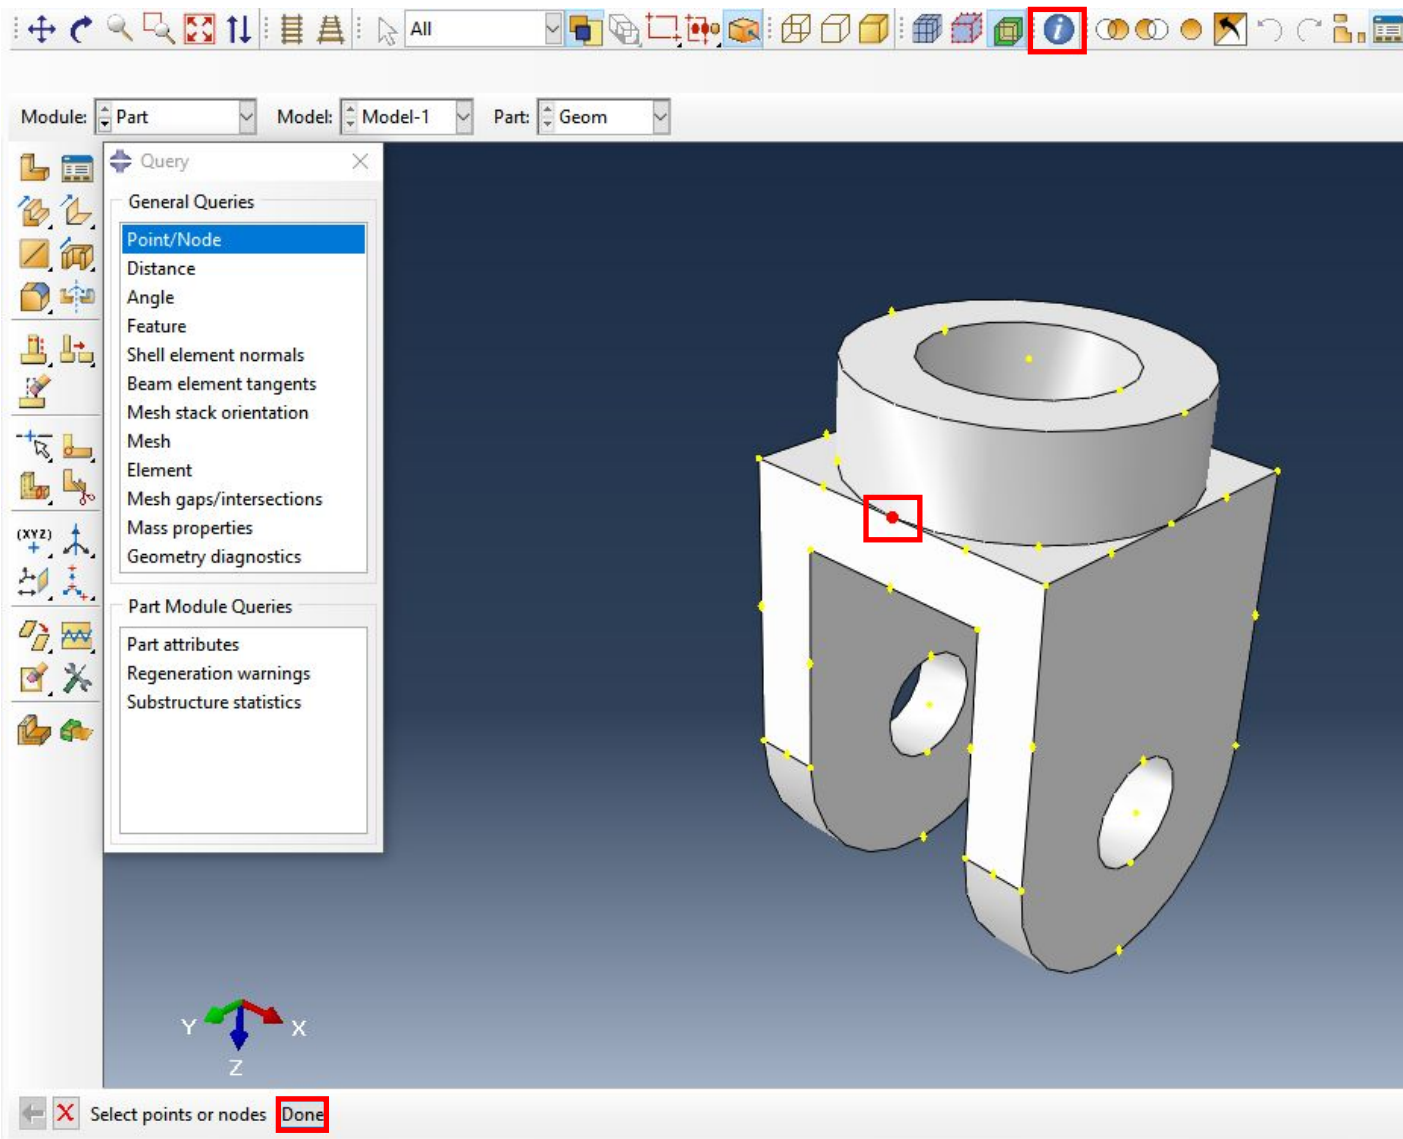 All
Module: Part Model: Model-1 Part: Geom
Query
General Queries
Point/Node
Distance
Angle
Feature
Shell element normals
Beam element tangents
Mesh stack orientation
Mesh
Element
Mesh gaps/intersections
Mass properties
Geometry diagnostics
Part Module Queries
Part attributes
Regeneration warnings
Substructure statistics
(XYZ)
Y X
Z
Select points or nodes Done